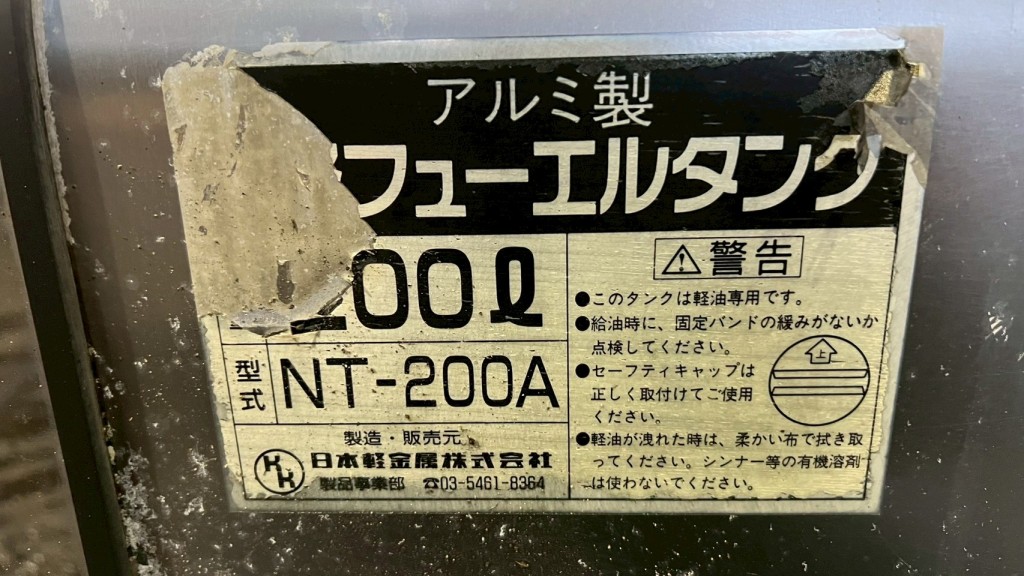 アルミ製
フューエルタンク
200ℓ
型式
NT-200A
製造・販売元
KK
日本軽金属株式会社
製品事業部 ☎03-5461-8364
⚠警告
●このタンクは軽油専用です。
●給油時に、固定バンドの緩みがないか
点検してください。
●セーフティキャップは
正しく取付けてご使用
ください。
上
●軽油が洩れた時は、柔かい布で拭き取
ってください。シンナー等の有機溶剤
は使わないでください。